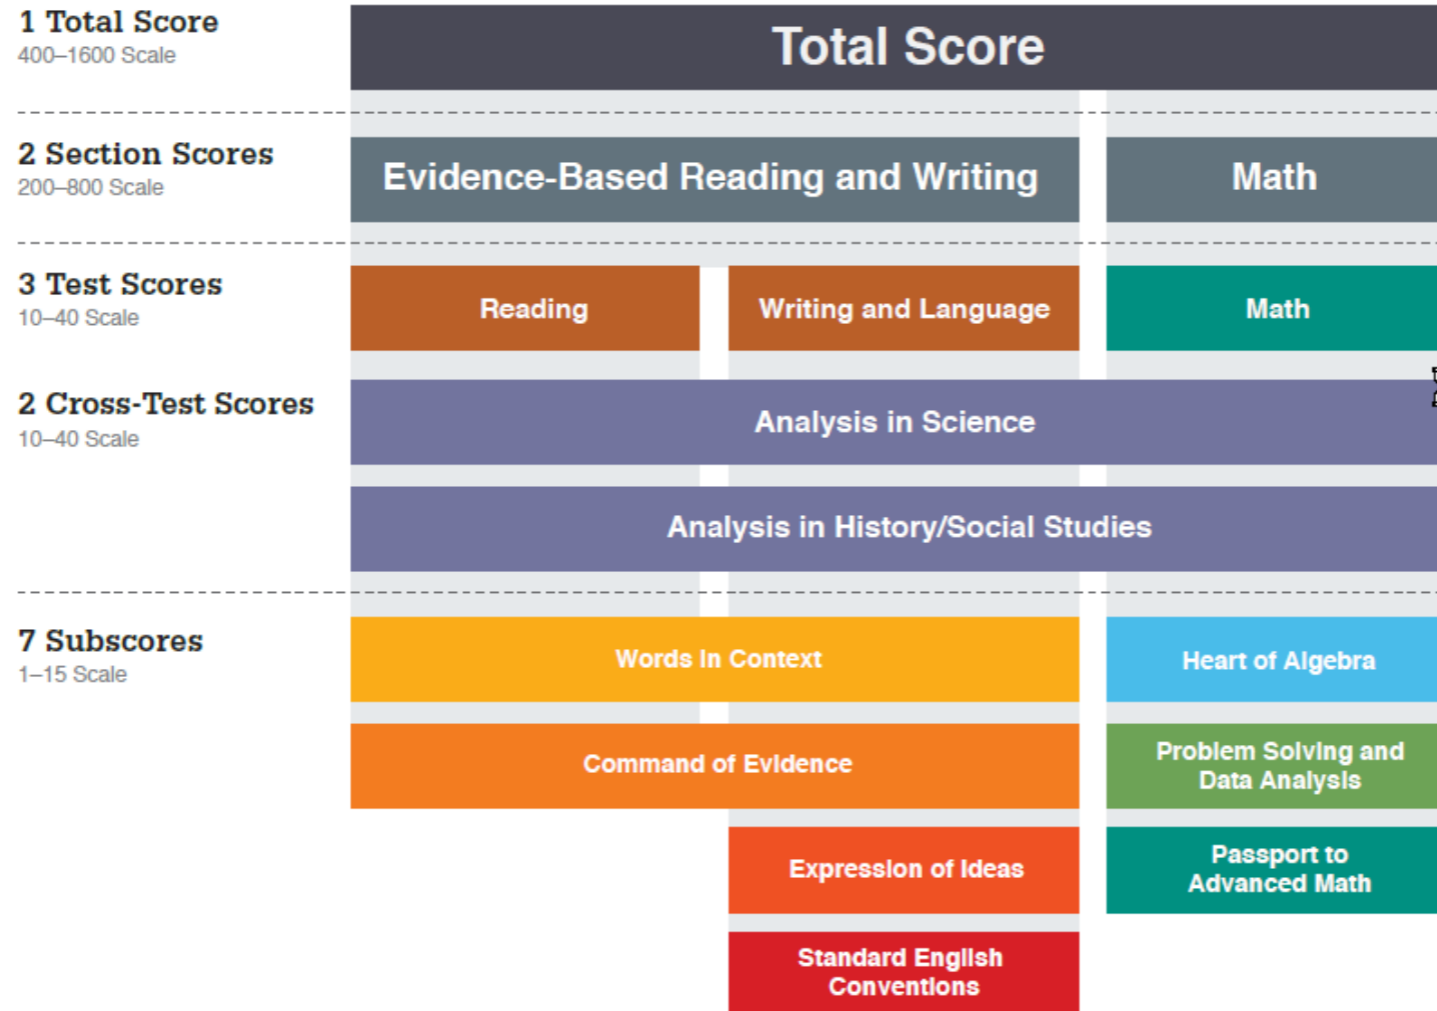 1 Total Score
400–1600 Scale
Total Score
2 Section Scores
200–800 Scale
Evidence-Based Reading and Writing
Math
3 Test Scores
10–40 Scale
Reading
Writing and Language
Math
2 Cross-Test Scores
10–40 Scale
Analysis in Science
Analysis in History/Social Studies
7 Subscores
1–15 Scale
Words In Context
Heart of Algebra
Command of Evidence
Problem Solving and
Data Analysis
Expression of Ideas
Passport to
Advanced Math
Standard English
Conventions